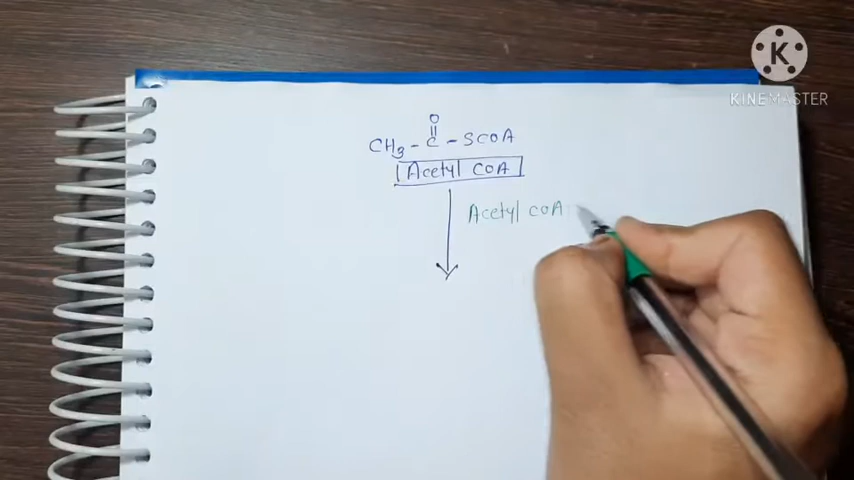 O
CH3 - C - SCOA
Acetyl COA
Acetyl COA
KINEMASTER